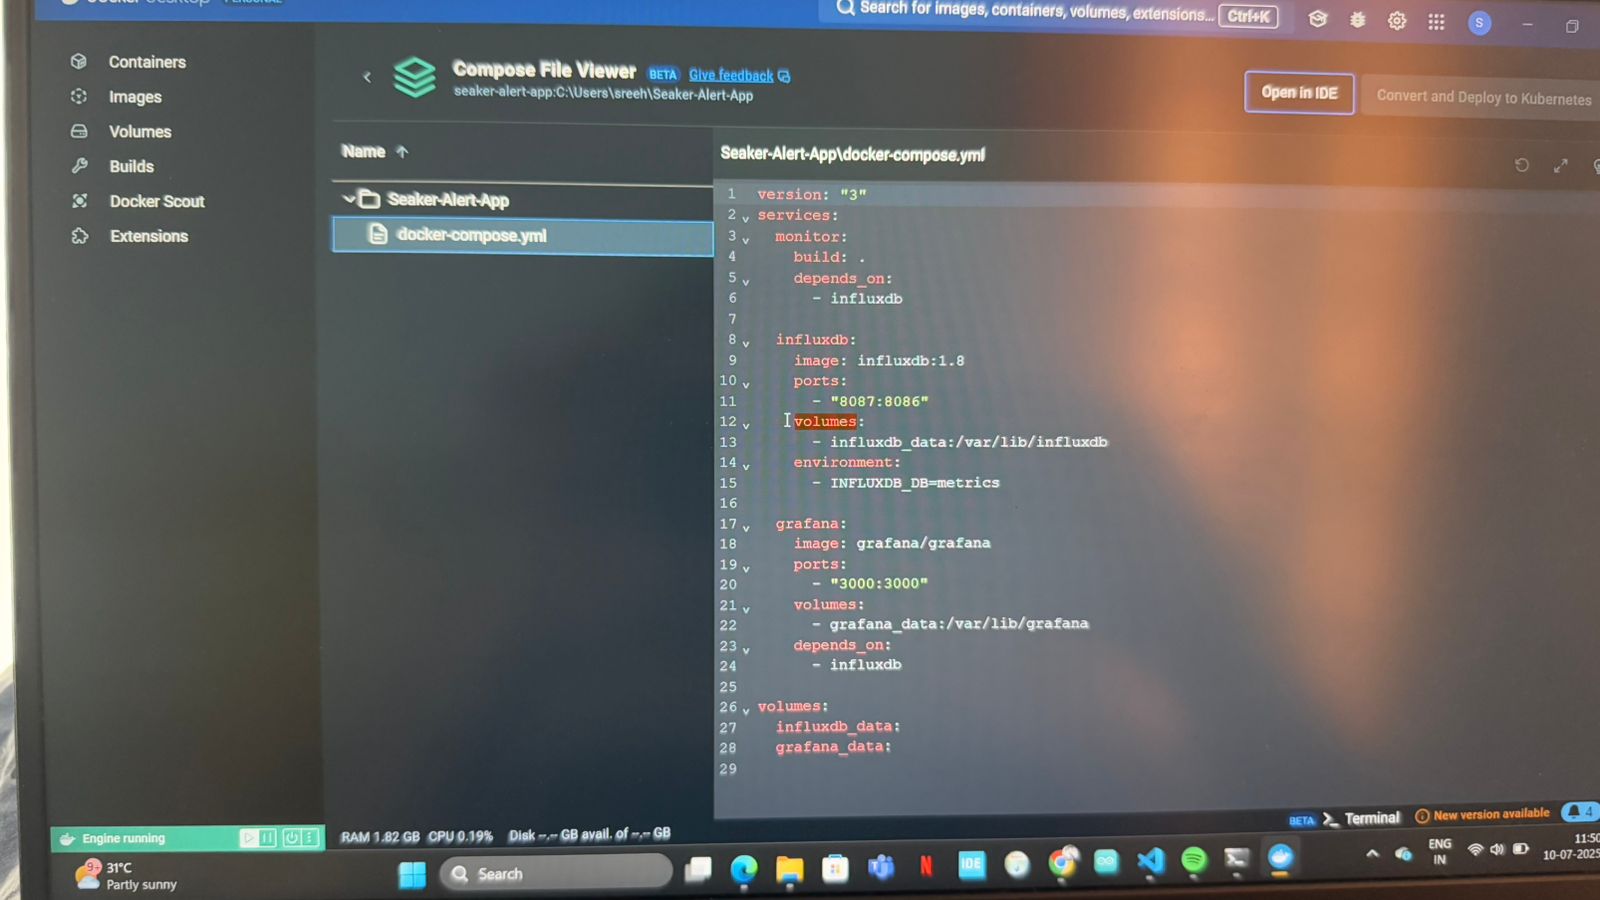 Docker Desktop PERSONAL
Search for images, containers, volumes, extensions... Ctrl+K
S
Containers
Images
Volumes
Builds
Docker Scout
Extensions
Compose File Viewer BETA Give feedback
seaker-alert-app:C:\Users\sreeh\Seaker-Alert-App
Open in IDE
Convert and Deploy to Kubernetes
Name
Seaker-Alert-App
docker-compose.yml
Seaker-Alert-App\docker-compose.yml
1 version: "3"
2 services:
3 monitor:
4 build: .
5 depends_on:
6 - influxdb
7
8 influxdb:
9 image: influxdb:1.8
10 ports:
11 - "8087:8086"
12 volumes:
13 - influxdb_data:/var/lib/influxdb
14 environment:
15 - INFLUXDB_DB=metrics
16
17 grafana:
18 image: grafana/grafana
19 ports:
20 - "3000:3000"
21 volumes:
22 - grafana_data:/var/lib/grafana
23 depends_on:
24 - influxdb
25
26 volumes:
27 influxdb_data:
28 grafana_data:
29
Engine running
RAM 1.82 GB CPU 0.19% Disk --.-- GB avail. of --.-- GB
BETA Terminal New version available 4
9+ 31°C
Partly sunny
Search
IDE
ENG
IN
11:50
10-07-2025